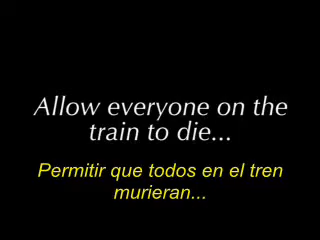 Allow everyone on the
train to die...
Permitir que todos en el tren
murieran...